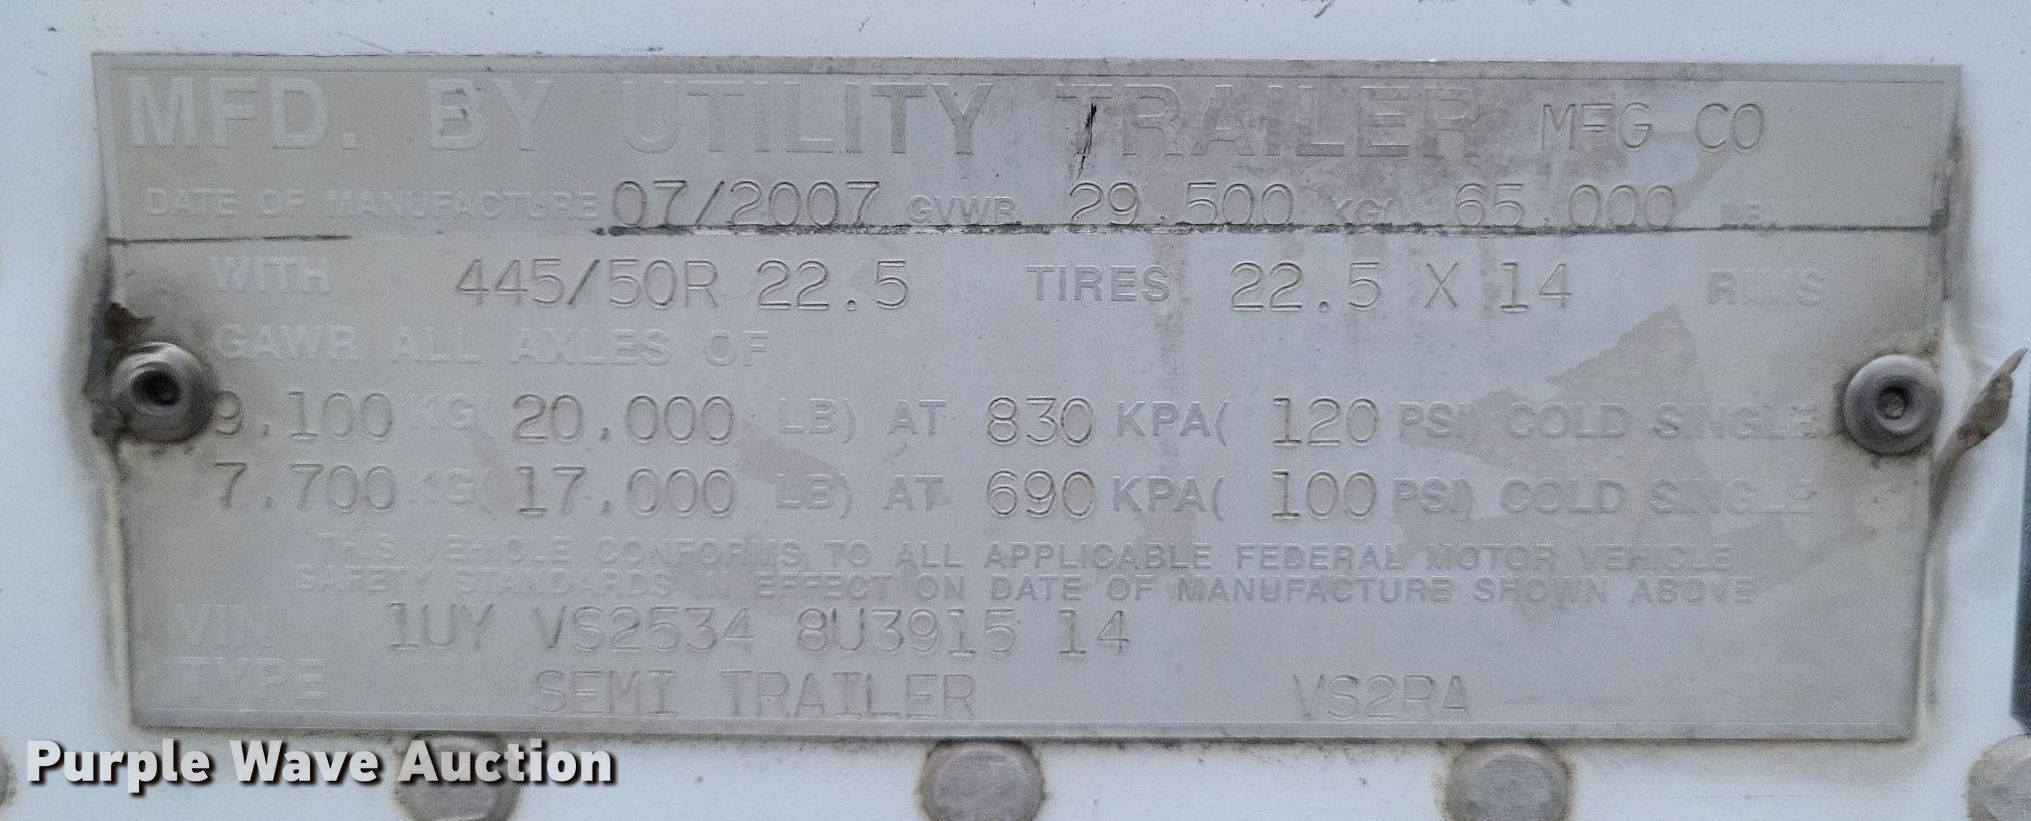 MFD. BY UTILITY TRAILER MFG CO
DATE OF MANUFACTURE 07/2007 GVWR 29,500 KG( 65,000 LB)
WITH 445/50R 22.5 TIRES 22.5 X 14 RIMS
GAWR ALL AXLES OF
9,100 KG( 20,000 LB) AT 830 KPA( 120 PSI) COLD SINGLE
7,700 KG( 17,000 LB) AT 690 KPA( 100 PSI) COLD SINGLE
THIS VEHICLE CONFORMS TO ALL APPLICABLE FEDERAL MOTOR VEHICLE
SAFETY STANDARDS IN EFFECT ON DATE OF MANUFACTURE SHOWN ABOVE
VIN 1UY VS2534 8U3915 14
TYPE SEMI TRAILER VS2RA
Purple Wave Auction